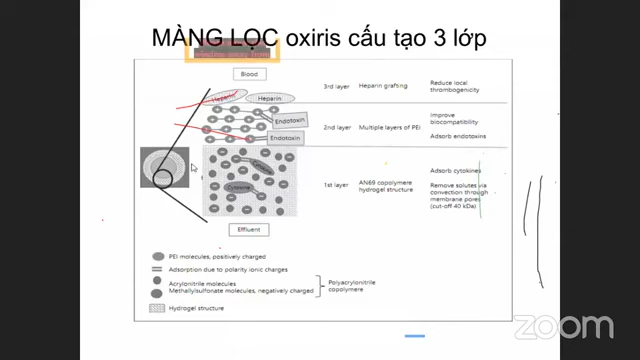 MÀNG LỌC oxiris cấu tạo 3 lớp
Blood
Heparin
Heparin
3rd layer
Heparin grafting
Reduce local
thrombogenicity
Endotoxin
Endotoxin
2nd layer
Multiple layers of PEI
Improve
biocompatibility
Adsorb endotoxins
Cytokine
Cytokine
1st layer
AN69 copolymere
hydrogel structure
Adsorb cytokines
Remove solutes via
convection through
membrane pores
(cut-off 40 kDa)
Effluent
PEI molecules, positively charged
Adsorption due to polarity ionic charges
Acrylonitrile molecules
Methallylsulfonate molecules, negatively charged
Polyacrylonitrile
copolymere
Hydrogel structure
zoom